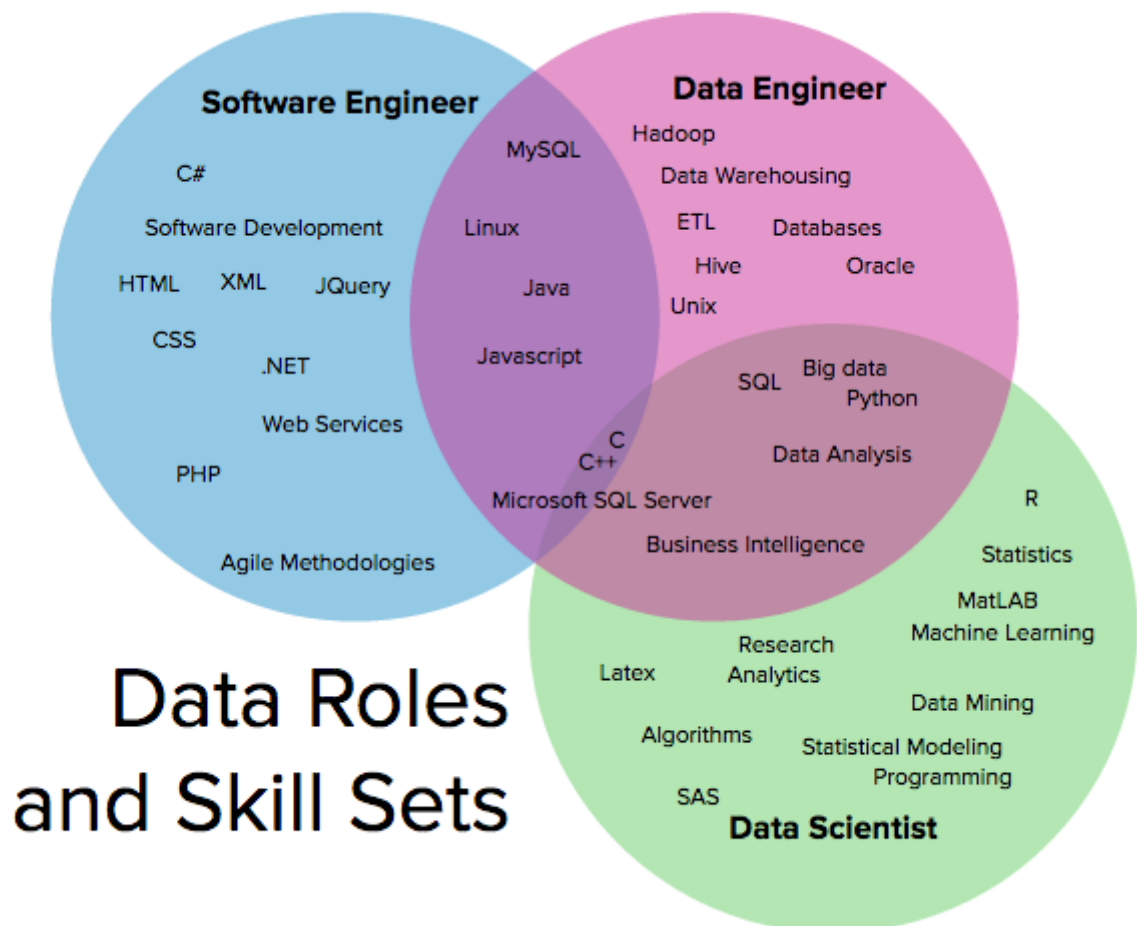 Software Engineer
Data Engineer
Hadoop
MySQL
C#
Data Warehousing
Software Development
Linux
ETL
Databases
HTML
XML
JQuery
Java
Hive
Oracle
Unix
CSS
.NET
Javascript
SQL
Big data
Python
Web Services
C
C++
Data Analysis
PHP
Microsoft SQL Server
R
Agile Methodologies
Business Intelligence
Statistics
MatLAB
Machine Learning
Research
Latex
Analytics
Data Mining
Algorithms
Statistical Modeling
Programming
SAS
Data Scientist
Data Roles
and Skill Sets